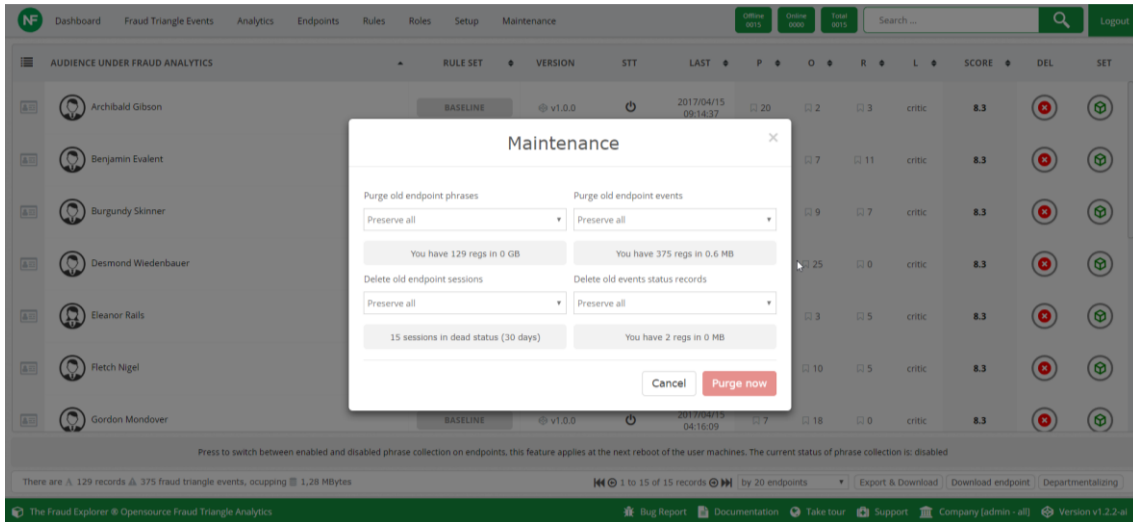 NF Dashboard Fraud Triangle Events Analytics Endpoints Rules Roles Setup Maintenance Offline 0015 Online 0000 Total 0015 Search ... Logout
AUDIENCE UNDER FRAUD ANALYTICS RULE SET VERSION STT LAST P O R L SCORE DEL SET
Archibald Gibson BASELINE v1.0.0 2017/04/15 09:14:37 20 2 3 critic 8.3
Benjamin Evalent 7 11 critic 8.3
Burgundy Skinner 9 7 critic 8.3
Desmond Wiedenbauer 25 0 critic 8.3
Eleanor Rails 3 5 critic 8.3
Fletch Nigel 10 5 critic 8.3
Gordon Mondover BASELINE v1.0.0 2017/04/15 04:16:09 7 18 0 critic 8.3
Maintenance ×
Purge old endpoint phrases Purge old endpoint events
Preserve all Preserve all
You have 129 regs in 0 GB You have 375 regs in 0.6 MB
Delete old endpoint sessions Delete old events status records
Preserve all Preserve all
15 sessions in dead status (30 days) You have 2 regs in 0 MB
Cancel Purge now
Press to switch between enabled and disabled phrase collection on endpoints, this feature applies at the next reboot of the user machines. The current status of phrase collection is: disabled
There are 129 records 375 fraud triangle events, ocupping 1,28 MBytes 1 to 15 of 15 records by 20 endpoints Export & Download Download endpoint Departmentalizing
The Fraud Explorer ® Opensource Fraud Triangle Analytics Bug Report Documentation Take tour Support Company [admin - all] Version v1.2.2-ai